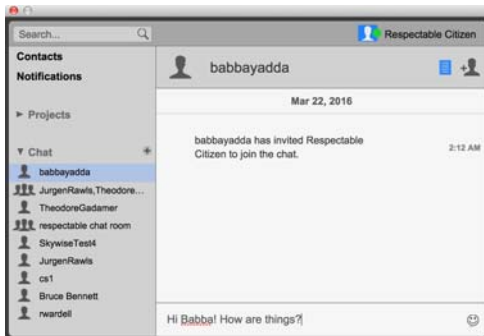 Search...
Respectable Citizen
Contacts
Notifications
Projects
Chat
babbayadda
JurgenRawls,Theodore...
TheodoreGadamer
respectable chat room
SkywiseTest4
JurgenRawls
cs1
Bruce Bennett
rwardell
babbayadda
Mar 22, 2016
babbayadda has invited Respectable
Citizen to join the chat.
2:12 AM
Hi Babba! How are things?